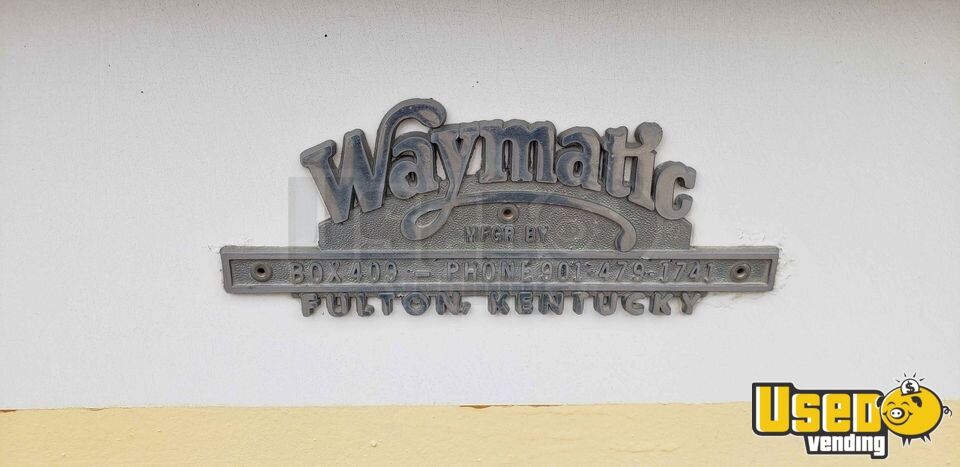 Waymatic
MFGR BY
BOX 409 - PHONE 901-479-1741
FULTON, KENTUCKY
USED
vending